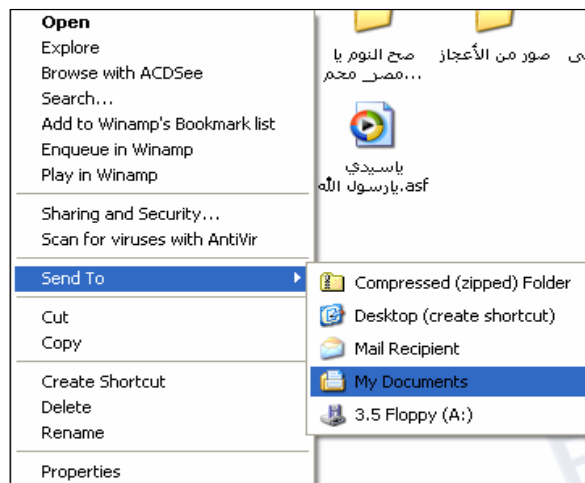 Open
Explore
Browse with ACDSee
Search...
Add to Winamp's Bookmark list
Enqueue in Winamp
Play in Winamp
Sharing and Security...
Scan for viruses with AntiVir
Send To
Cut
Copy
Create Shortcut
Delete
Rename
Properties
صح النوم يا
مصر_ محم...
صور من الأعجاز
ياسيدي
يارسول الله.asf
Compressed (zipped) Folder
Desktop (create shortcut)
Mail Recipient
My Documents
3.5 Floppy (A:)